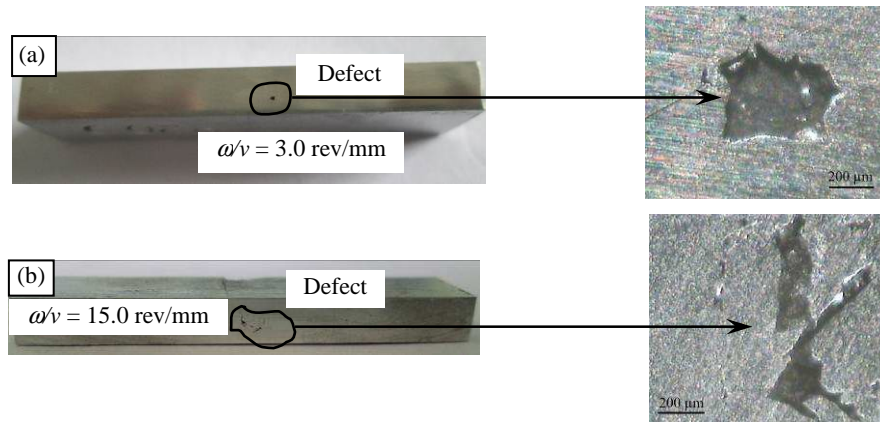 (a)
Defect
ω/v = 3.0 rev/mm
200 μm
(b)
Defect
ω/v = 15.0 rev/mm
200 μm